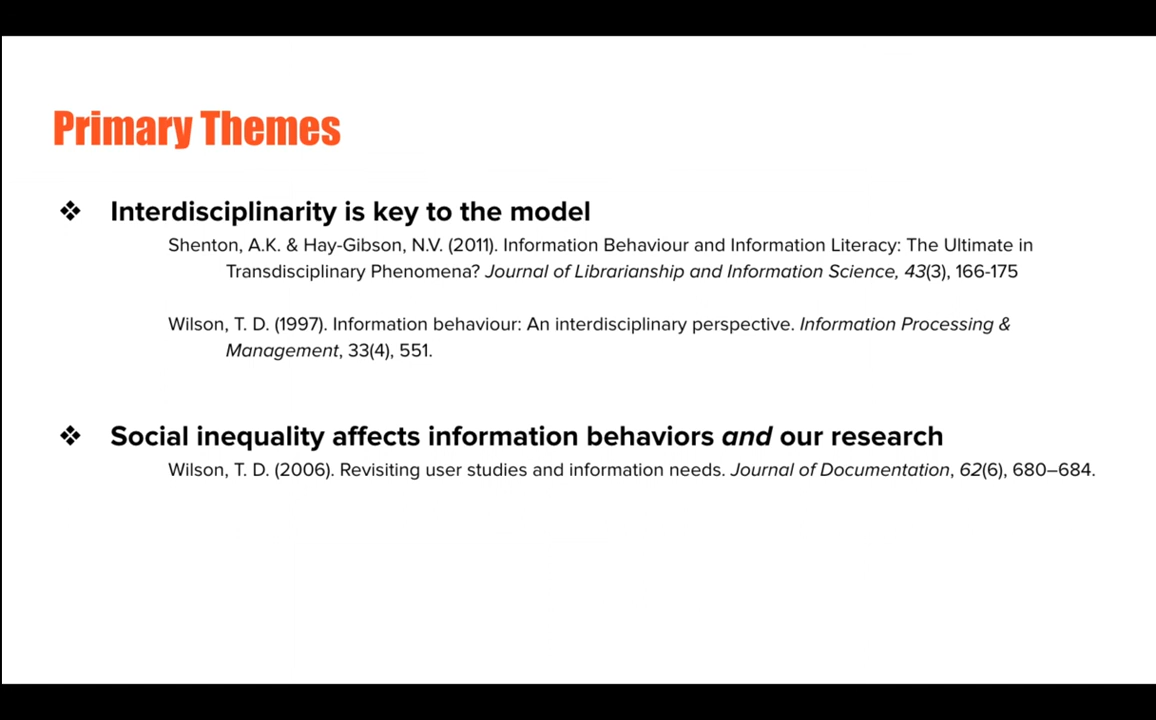 Primary Themes
❖ Interdisciplinarity is key to the model
Shenton, A.K. & Hay-Gibson, N.V. (2011). Information Behaviour and Information Literacy: The Ultimate in
Transdisciplinary Phenomena? Journal of Librarianship and Information Science, 43(3), 166-175
Wilson, T. D. (1997). Information behaviour: An interdisciplinary perspective. Information Processing &
Management, 33(4), 551.
❖ Social inequality affects information behaviors and our research
Wilson, T. D. (2006). Revisiting user studies and information needs. Journal of Documentation, 62(6), 680–684.